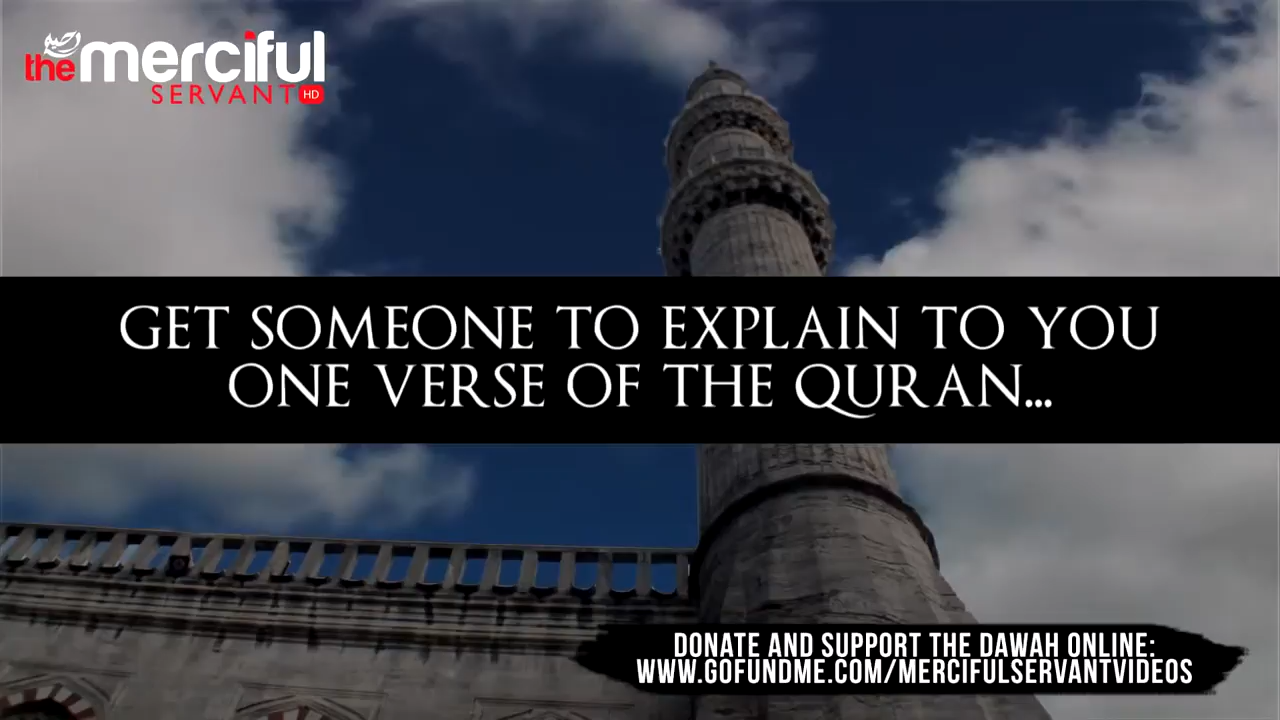 the merciful
SERVANT HD
GET SOMEONE TO EXPLAIN TO YOU
ONE VERSE OF THE QURAN...
DONATE AND SUPPORT THE DAWAH ONLINE:
WWW.GOFUNDME.COM/MERCIFULSERVANTVIDEOS